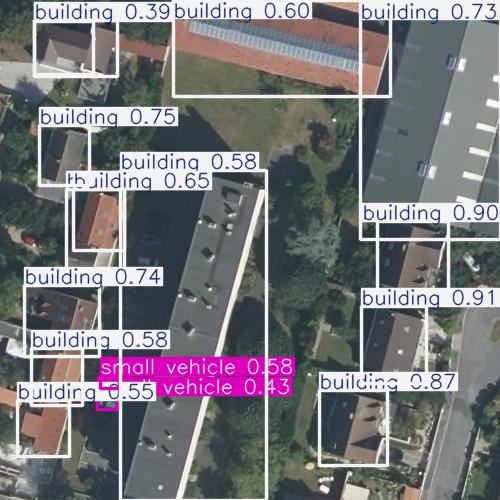 building 0.39
building 0.60
building 0.73
building 0.75
building 0.58
building 0.65
building 0.90
building 0.74
building 0.91
building 0.58
small vehicle 0.58
vehicle 0.43
building 0.55
building 0.87